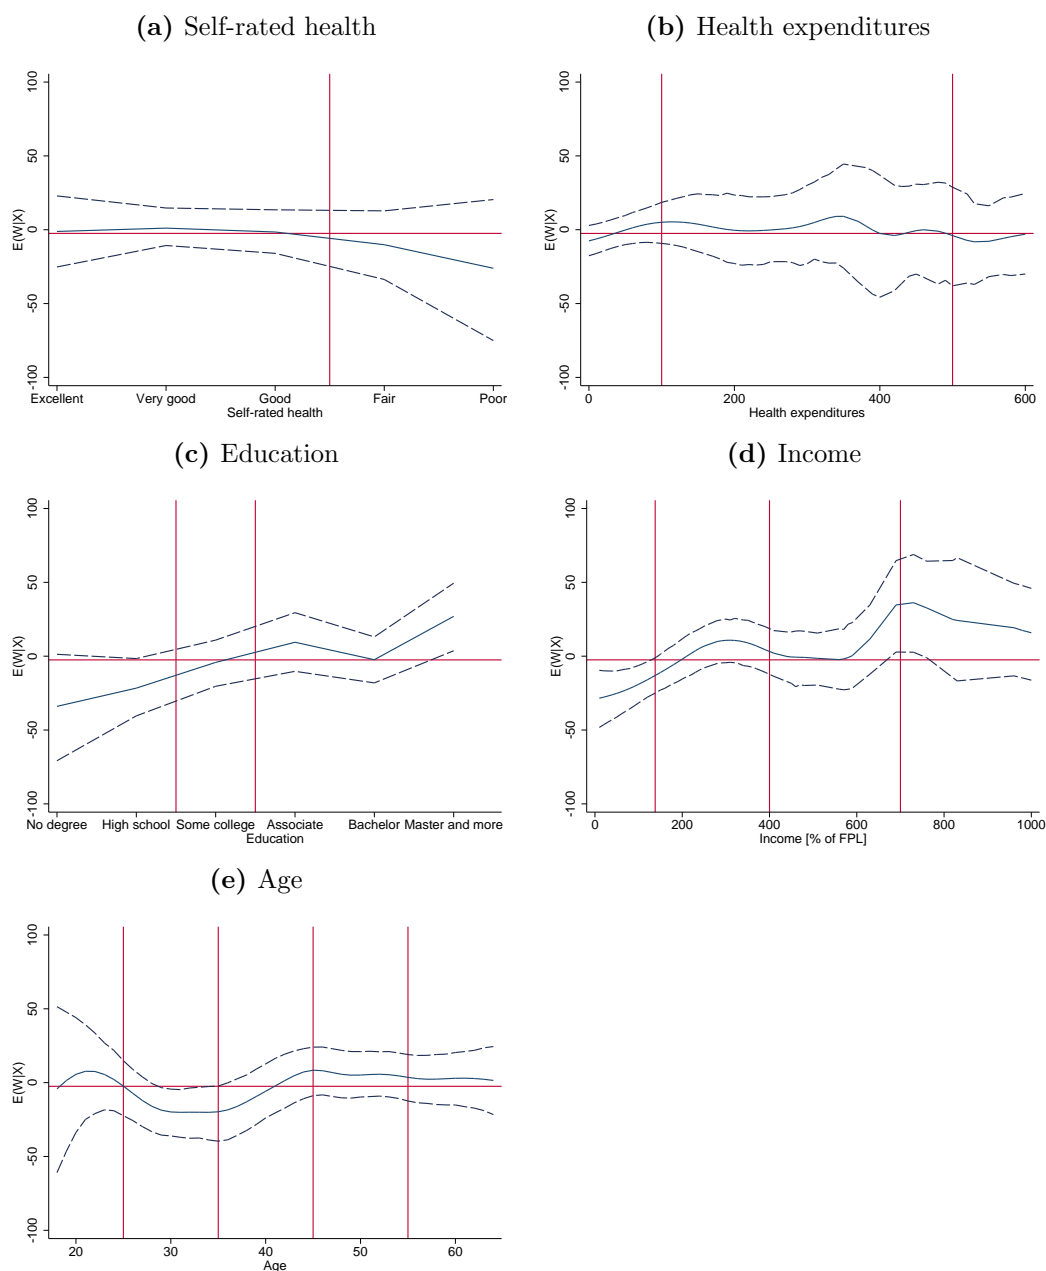 (a) Self-rated health
E(W|X)
100
50
0
-50
-100
Excellent Very good Good Fair Poor
Self-rated health
(b) Health expenditures
E(W|X)
100
50
0
-50
-100
0 200 400 600
Health expenditures
(c) Education
E(W|X)
100
50
0
-50
-100
No degree High school Some college Associate Bachelor Master and more
Education
(d) Income
E(W|X)
100
50
0
-50
-100
0 200 400 600 800 1000
Income [% of FPL]
(e) Age
E(W|X)
100
50
0
-50
-100
20 30 40 50 60
Age